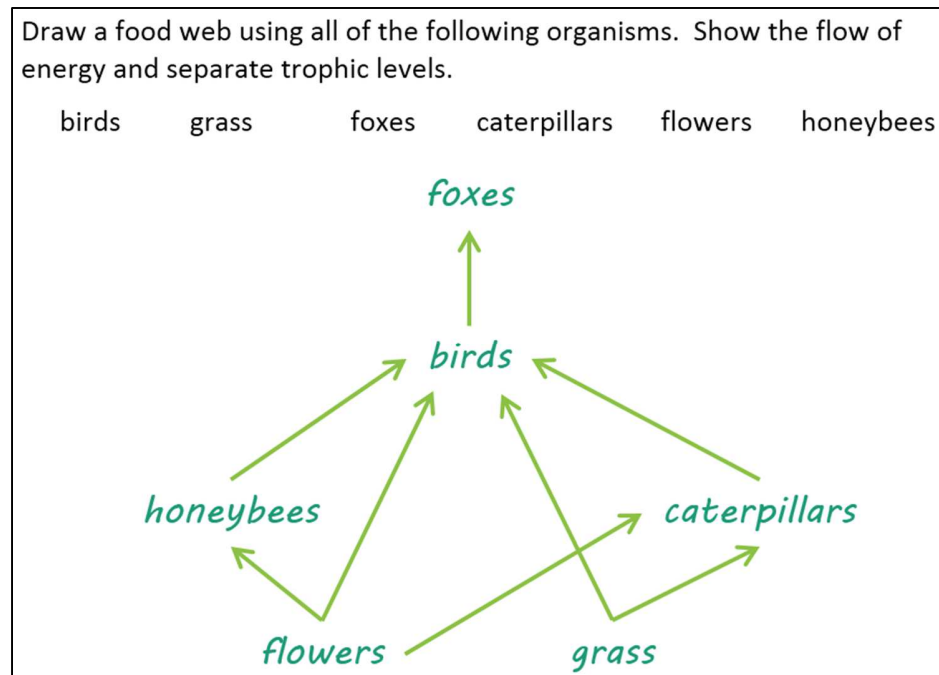 Draw a food web using all of the following organisms.  Show the flow of
energy and separate trophic levels.
birds grass foxes caterpillars flowers honeybees
foxes
birds
honeybees caterpillars
flowers grass